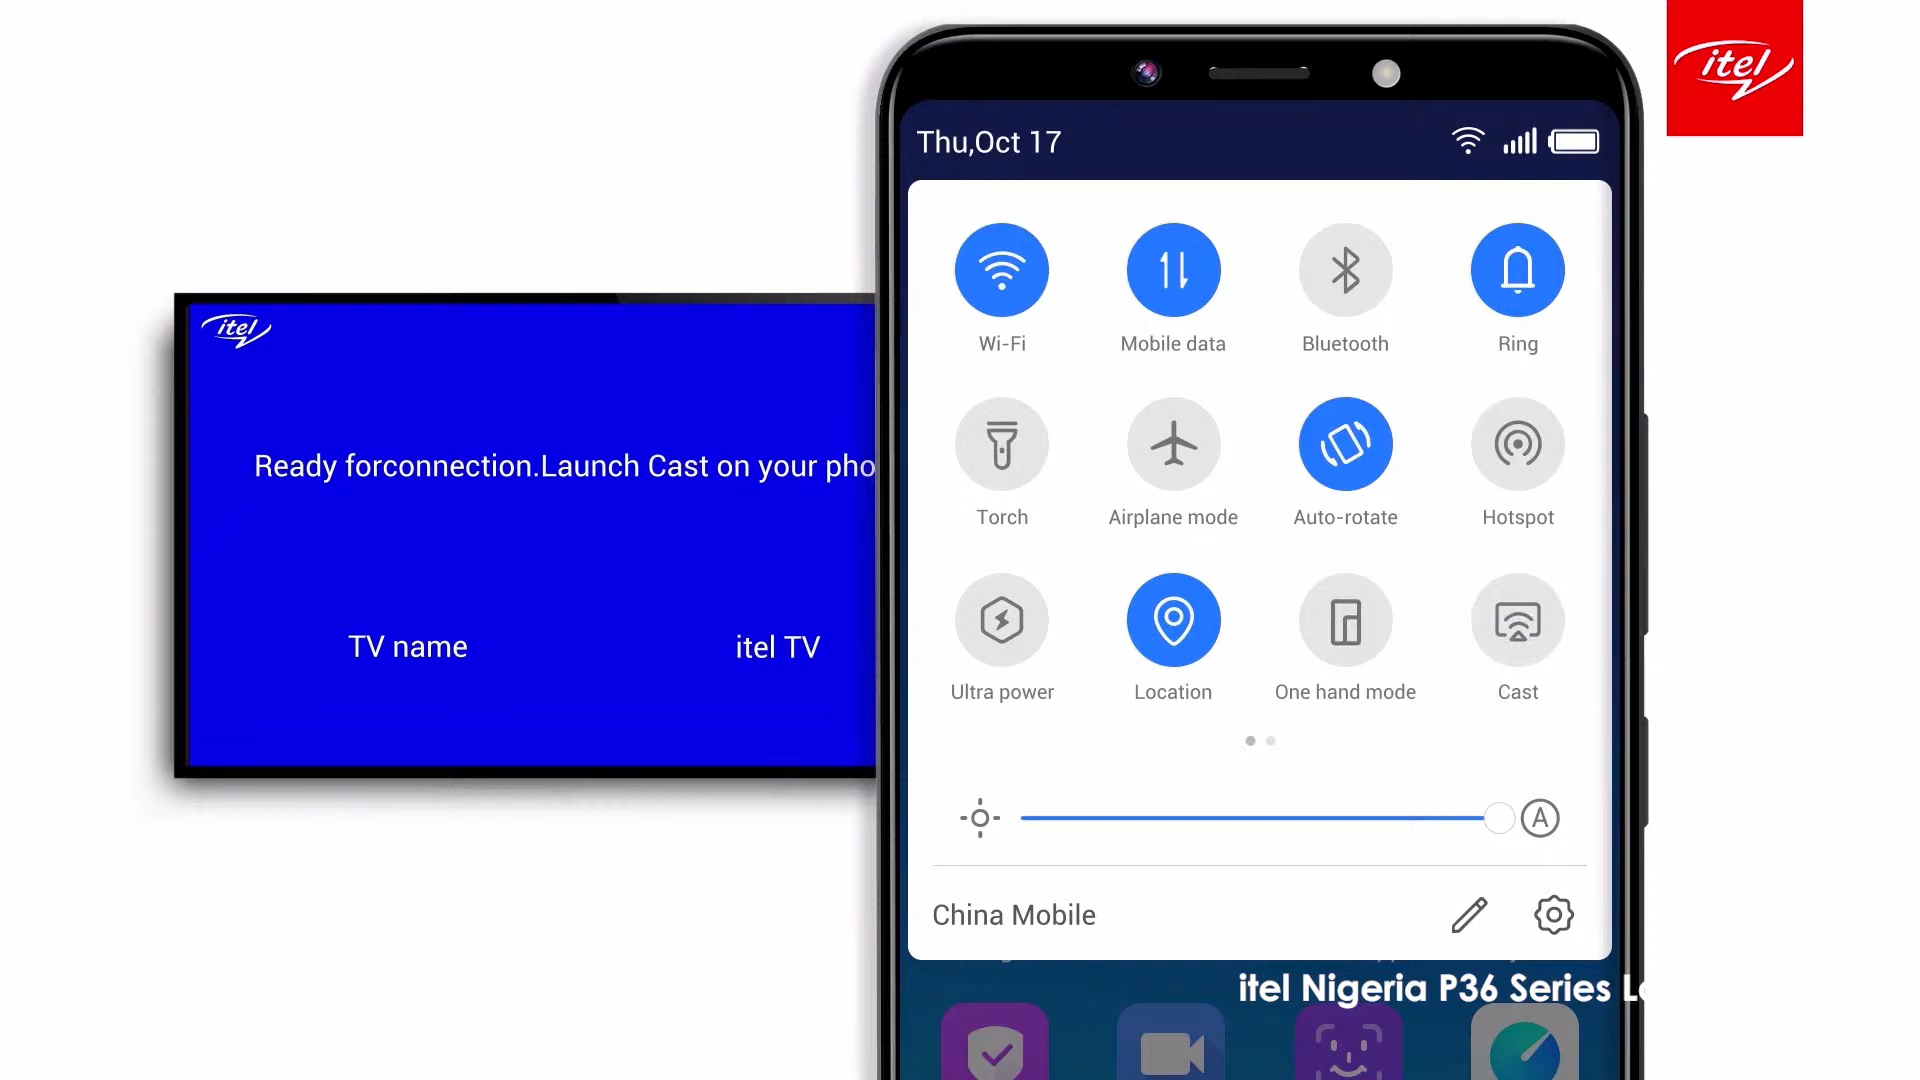 itel
Thu,Oct 17
Wi-Fi
Mobile data
Bluetooth
Ring
Torch
Airplane mode
Auto-rotate
Hotspot
Ultra power
Location
One hand mode
Cast
A
China Mobile
itel
Ready forconnection.Launch Cast on your pho
TV name
itel TV
itel Nigeria P36 Series